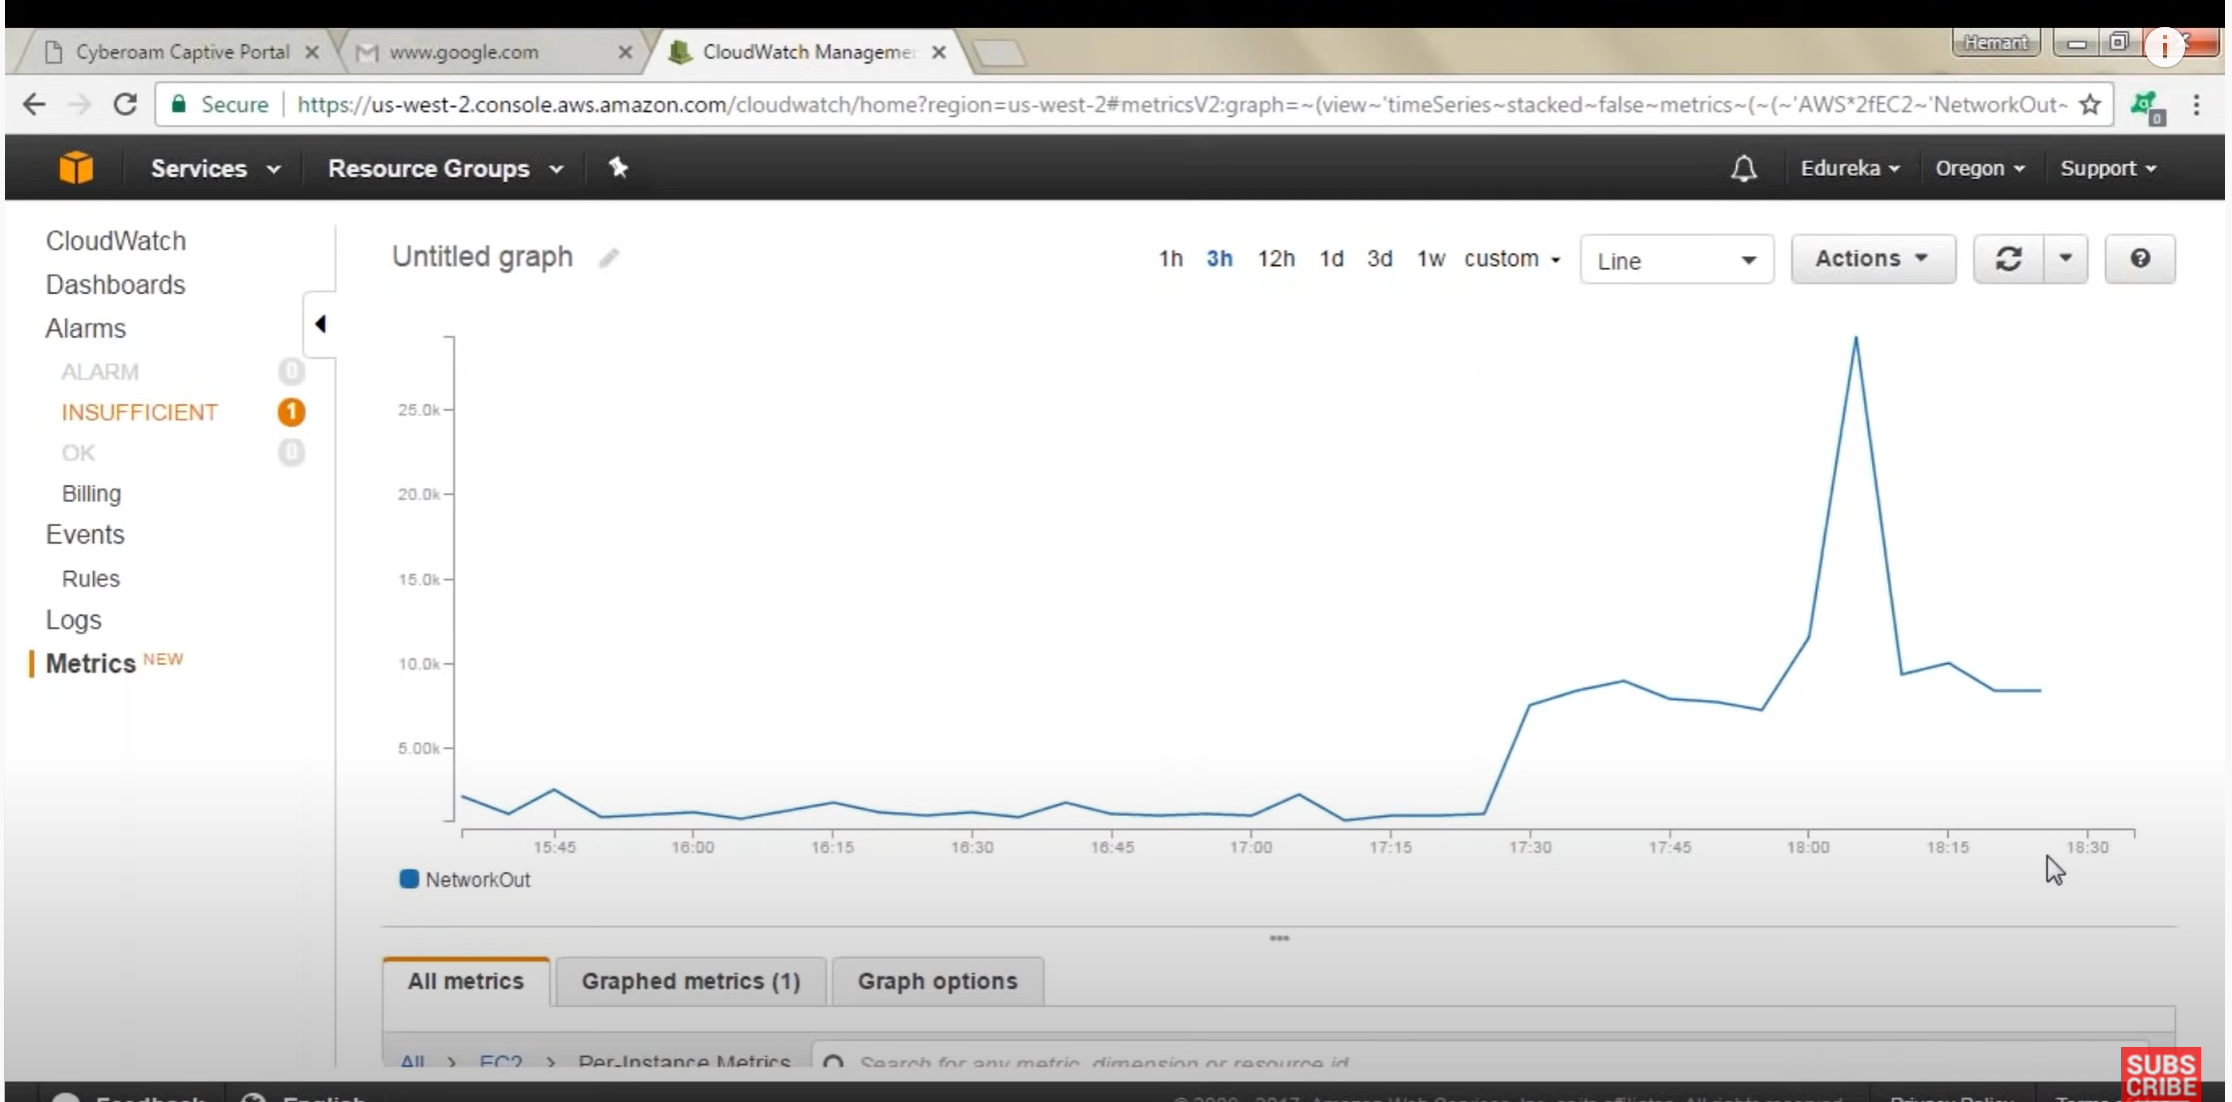 Cyberoam Captive Portal
www.google.com
CloudWatch Manageme
Hemant
Secure
https://us-west-2.console.aws.amazon.com/cloudwatch/home?region=us-west-2#metricsV2:graph=~(view~'timeSeries~stacked~false~metrics~(~(~'AWS*2fEC2~'NetworkOut~
0
Services
Resource Groups
Edureka
Oregon
Support
CloudWatch
Dashboards
Alarms
ALARM 0
INSUFFICIENT 1
OK 0
Billing
Events
Rules
Logs
Metrics NEW
Untitled graph
1h 3h 12h 1d 3d 1w custom
Line
Actions
?
25.0k
20.0k
15.0k
10.0k
5.00k
15:45 16:00 16:15 16:30 16:45 17:00 17:15 17:30 17:45 18:00 18:15 18:30
NetworkOut
All metrics
Graphed metrics (1)
Graph options
All > EC2 > Per-Instance Metrics
Search for any metric, dimension or resource id
Feedback
English
Privacy Policy
SUBS
CRIBE